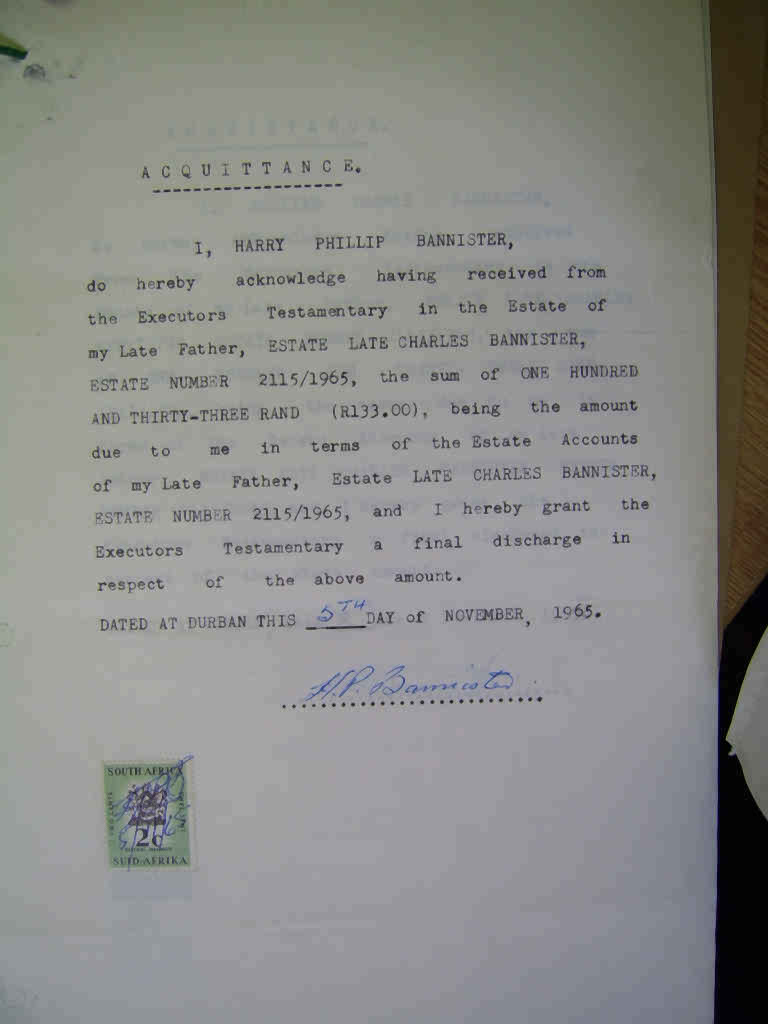 ACQUITTANCE.
I, HARRY PHILLIP BANNISTER,
do hereby acknowledge having received from
the Executors Testamentary in the Estate of
my Late Father, ESTATE LATE CHARLES BANNISTER,
ESTATE NUMBER 2115/1965, the sum of ONE HUNDRED
AND THIRTY-THREE RAND (R133.00), being the amount
due to me in terms of the Estate Accounts
of my Late Father, Estate LATE CHARLES BANNISTER,
ESTATE NUMBER 2115/1965, and I hereby grant the
Executors Testamentary a final discharge in
respect of the above amount.
DATED AT DURBAN THIS 5TH DAY of NOVEMBER, 1965.
H.P. Bannister
SOUTH AFRICA
2c
SUID-AFRIKA